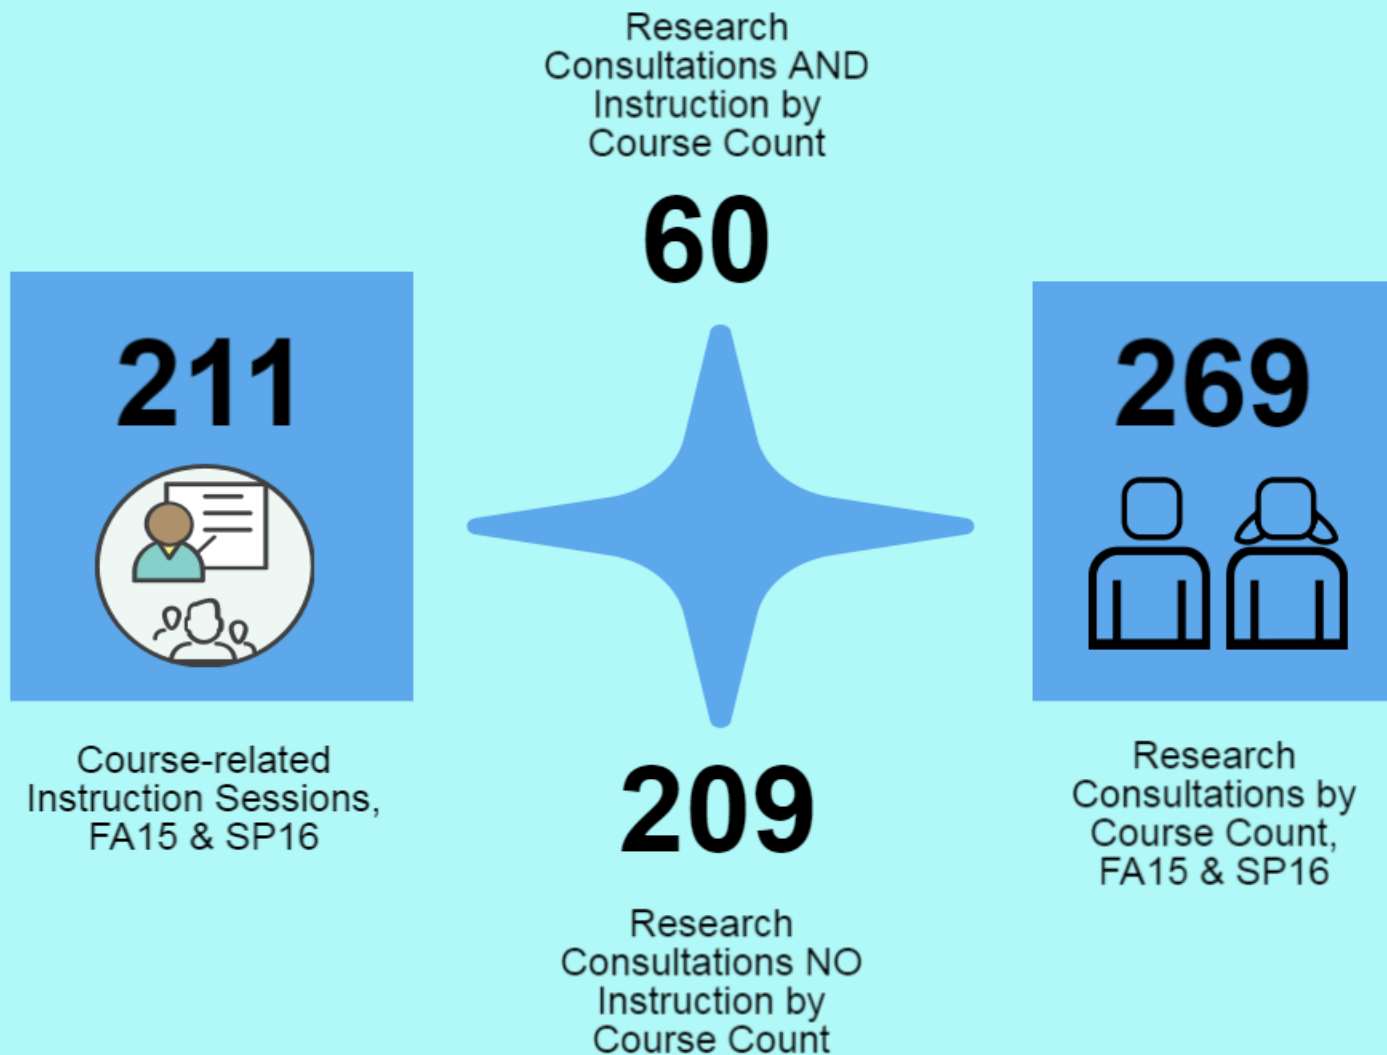 Research
Consultations AND
Instruction by
Course Count
60
211
Course-related
Instruction Sessions,
FA15 & SP16
269
Research
Consultations by
Course Count,
FA15 & SP16
209
Research
Consultations NO
Instruction by
Course Count